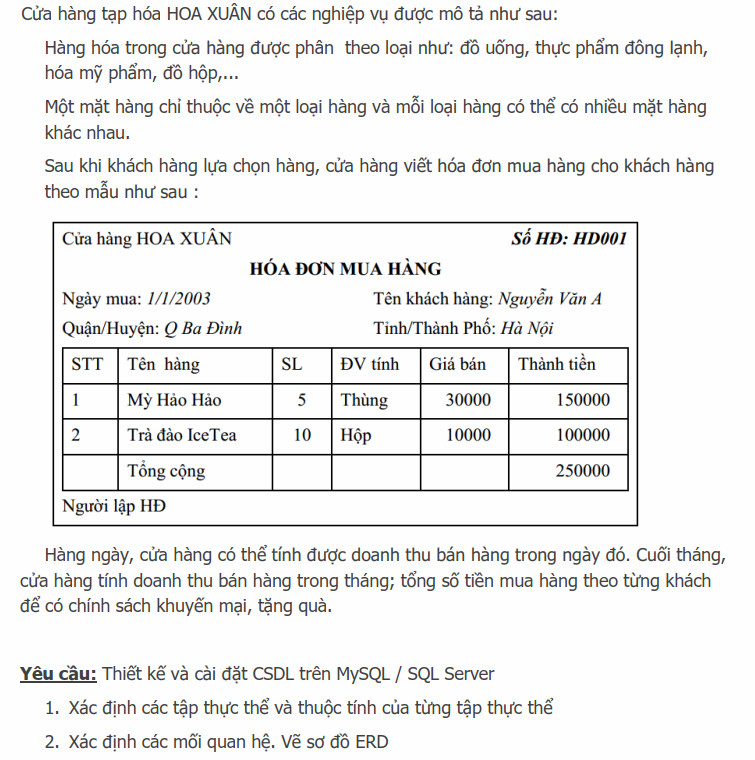 Cửa hàng tạp hóa HOA XUÂN có các nghiệp vụ được mô tả như sau:
Hàng hóa trong cửa hàng được phân theo loại như: đồ uống, thực phẩm đông lạnh,
hóa mỹ phẩm, đồ hộp,...
Một mặt hàng chỉ thuộc về một loại hàng và mỗi loại hàng có thể có nhiều mặt hàng
khác nhau.
Sau khi khách hàng lựa chọn hàng, cửa hàng viết hóa đơn mua hàng cho khách hàng
theo mẫu như sau :
Cửa hàng HOA XUÂN Số HĐ: HD001
HÓA ĐƠN MUA HÀNG
Ngày mua: 1/1/2003 Tên khách hàng: Nguyễn Văn A
Quận/Huyện: Q Ba Đình Tỉnh/Thành Phố: Hà Nội
STT Tên hàng SL ĐV tính Giá bán Thành tiền
1 Mỳ Hảo Hảo 5 Thùng 30000 150000
2 Trà đào IceTea 10 Hộp 10000 100000
Tổng cộng 250000
Người lập HĐ
Hàng ngày, cửa hàng có thể tính được doanh thu bán hàng trong ngày đó. Cuối tháng,
cửa hàng tính doanh thu bán hàng trong tháng; tổng số tiền mua hàng theo từng khách
để có chính sách khuyến mại, tặng quà.
Yêu cầu: Thiết kế và cài đặt CSDL trên MySQL / SQL Server
1. Xác định các tập thực thể và thuộc tính của từng tập thực thể
2. Xác định các mối quan hệ. Vẽ sơ đồ ERD